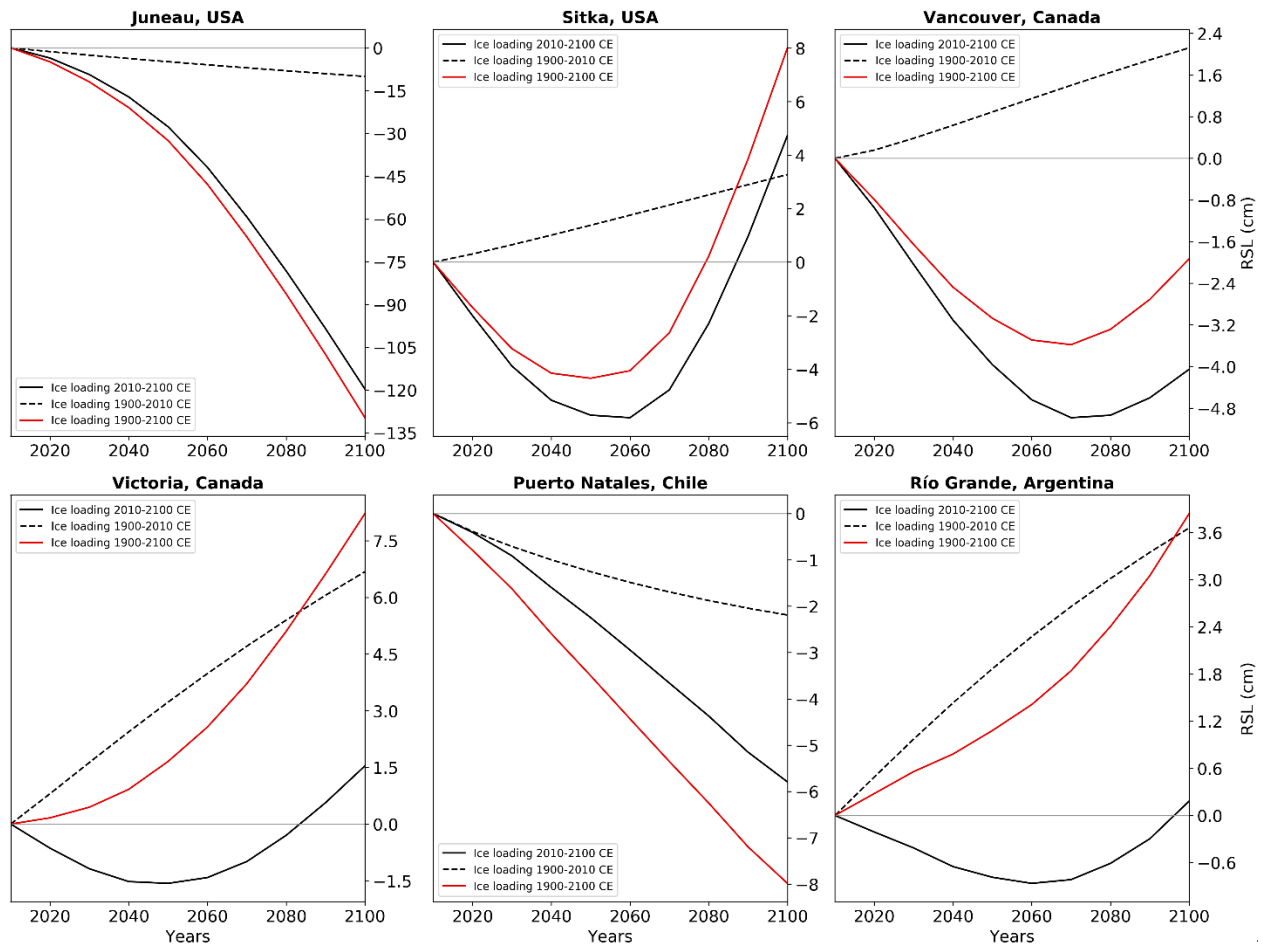 Juneau, USA
0
−15
−30
−45
−60
−75
−90
−105
−120
−135
Ice loading 2010-2100 CE
Ice loading 1900-2010 CE
Ice loading 1900-2100 CE
2020 2040 2060 2080 2100
Sitka, USA
Ice loading 2010-2100 CE
Ice loading 1900-2010 CE
Ice loading 1900-2100 CE
8
6
4
2
0
−2
−4
−6
2020 2040 2060 2080 2100
Vancouver, Canada
Ice loading 2010-2100 CE
Ice loading 1900-2010 CE
Ice loading 1900-2100 CE
2.4
1.6
0.8
0.0
−0.8
−1.6
−2.4
−3.2
−4.0
−4.8
RSL (cm)
2020 2040 2060 2080 2100
Victoria, Canada
Ice loading 2010-2100 CE
Ice loading 1900-2010 CE
Ice loading 1900-2100 CE
7.5
6.0
4.5
3.0
1.5
0.0
−1.5
2020 2040 2060 2080 2100
Years
Puerto Natales, Chile
0
−1
−2
−3
−4
−5
−6
−7
−8
Ice loading 2010-2100 CE
Ice loading 1900-2010 CE
Ice loading 1900-2100 CE
2020 2040 2060 2080 2100
Years
Río Grande, Argentina
Ice loading 2010-2100 CE
Ice loading 1900-2010 CE
Ice loading 1900-2100 CE
3.6
3.0
2.4
1.8
1.2
0.6
0.0
−0.6
RSL (cm)
2020 2040 2060 2080 2100
Years